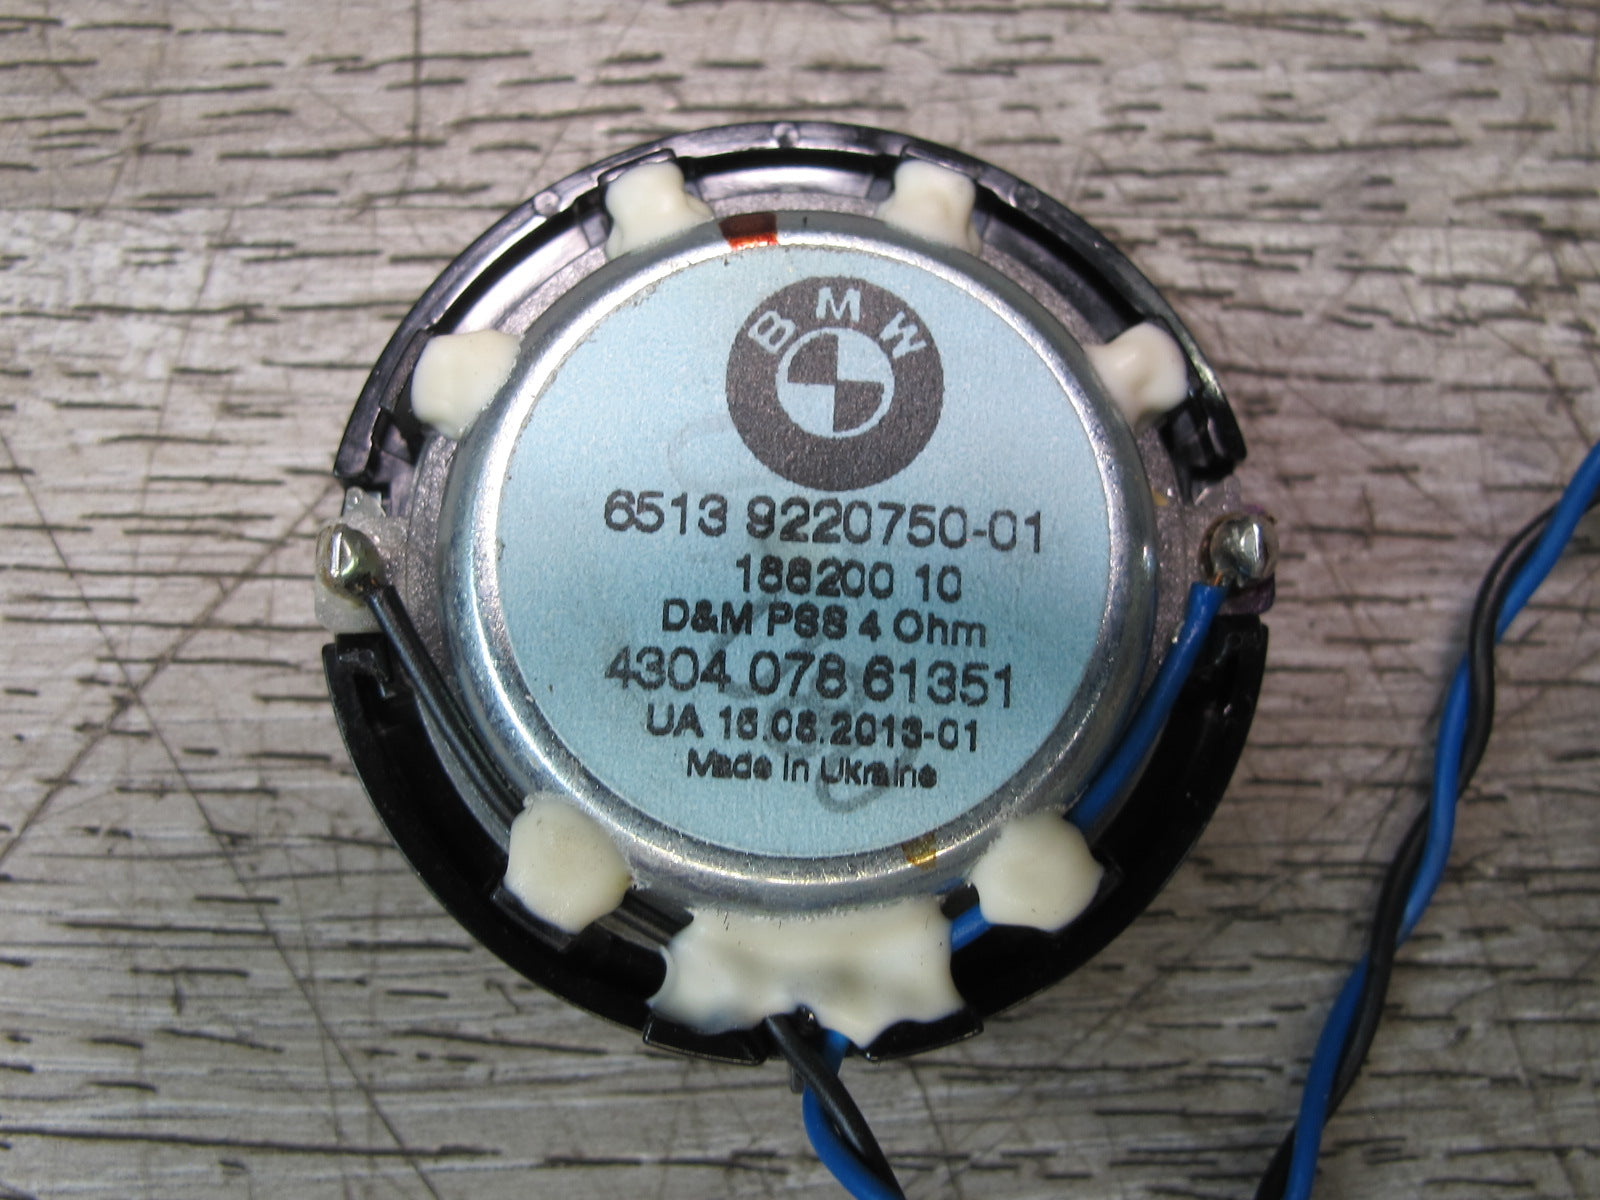 BMW
6513 9220750-01
188200 10
D&M PSS 4 Ohm
4304 078 61351
UA 16.08.2013-01
Made in Ukraine